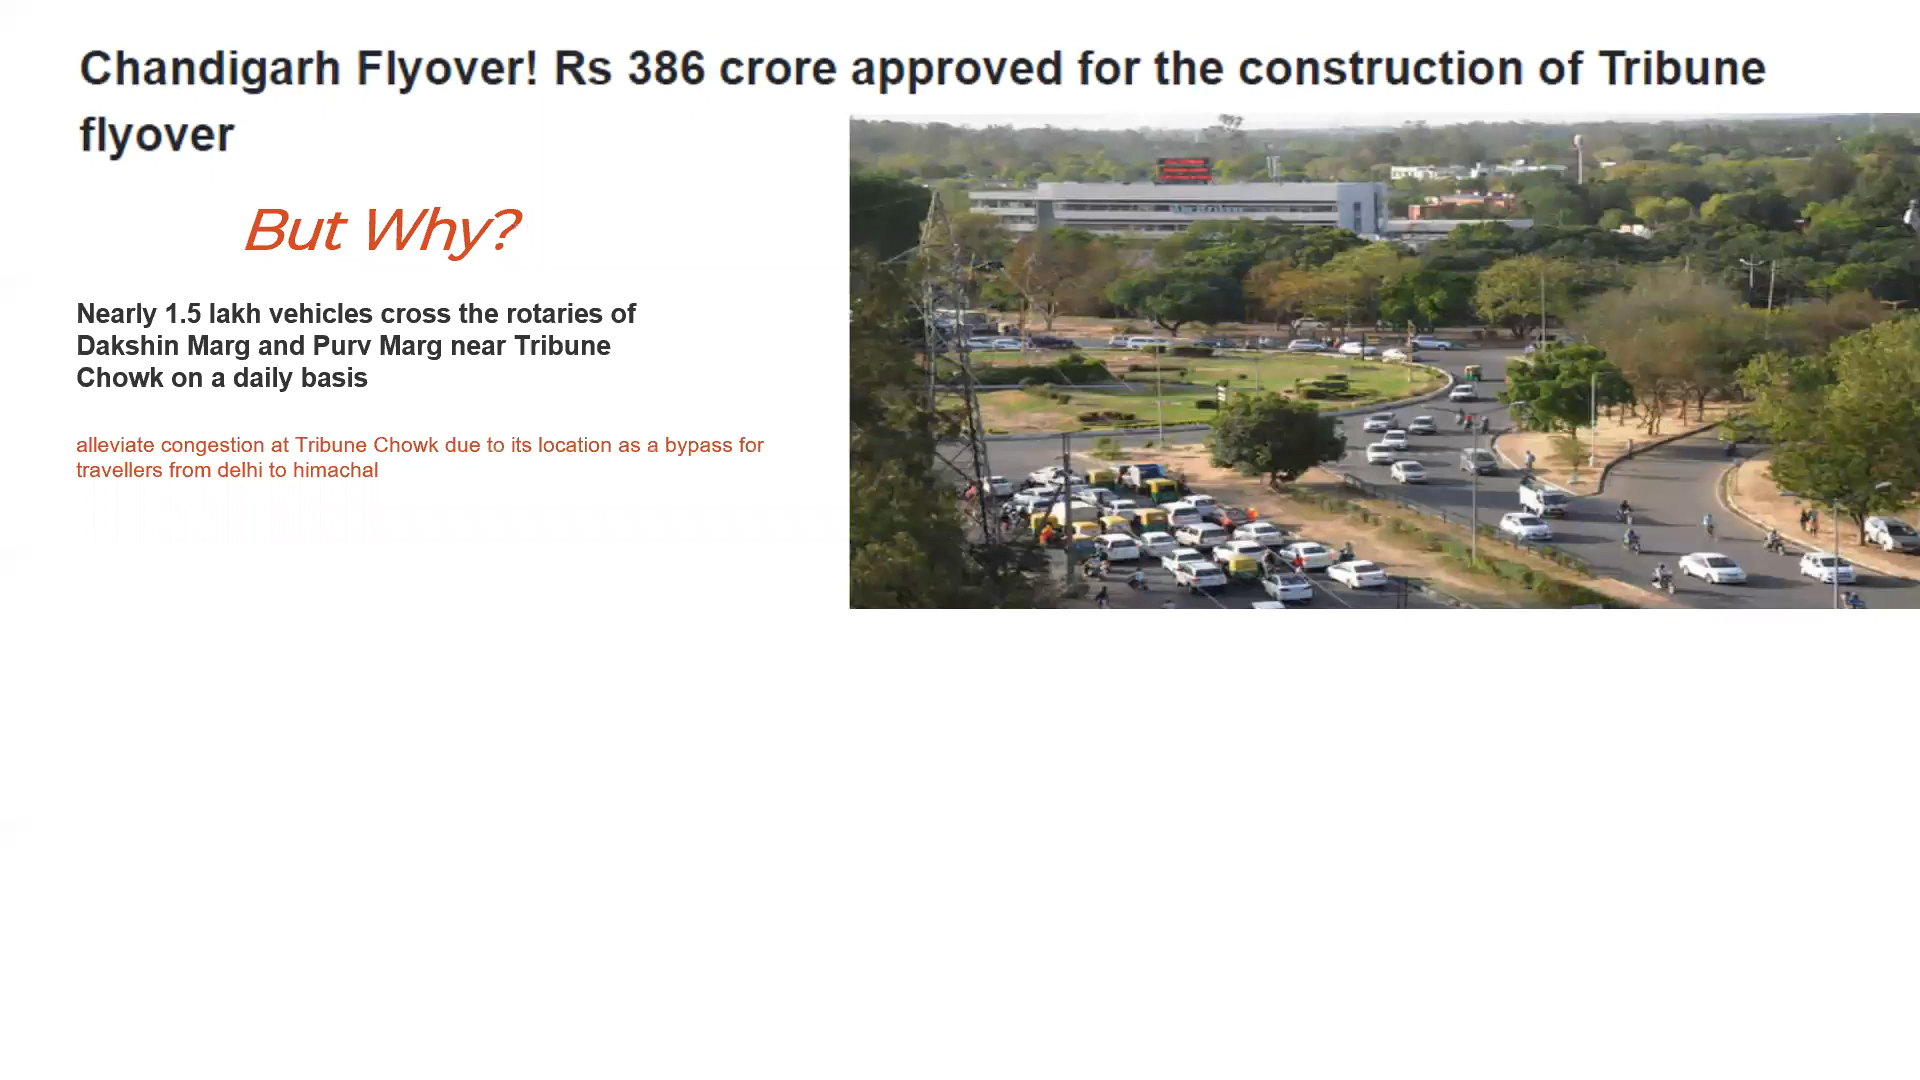 Chandigarh Flyover! Rs 386 crore approved for the construction of Tribune
flyover
But Why?
Nearly 1.5 lakh vehicles cross the rotaries of
Dakshin Marg and Purv Marg near Tribune
Chowk on a daily basis
alleviate congestion at Tribune Chowk due to its location as a bypass for
travellers from delhi to himachal